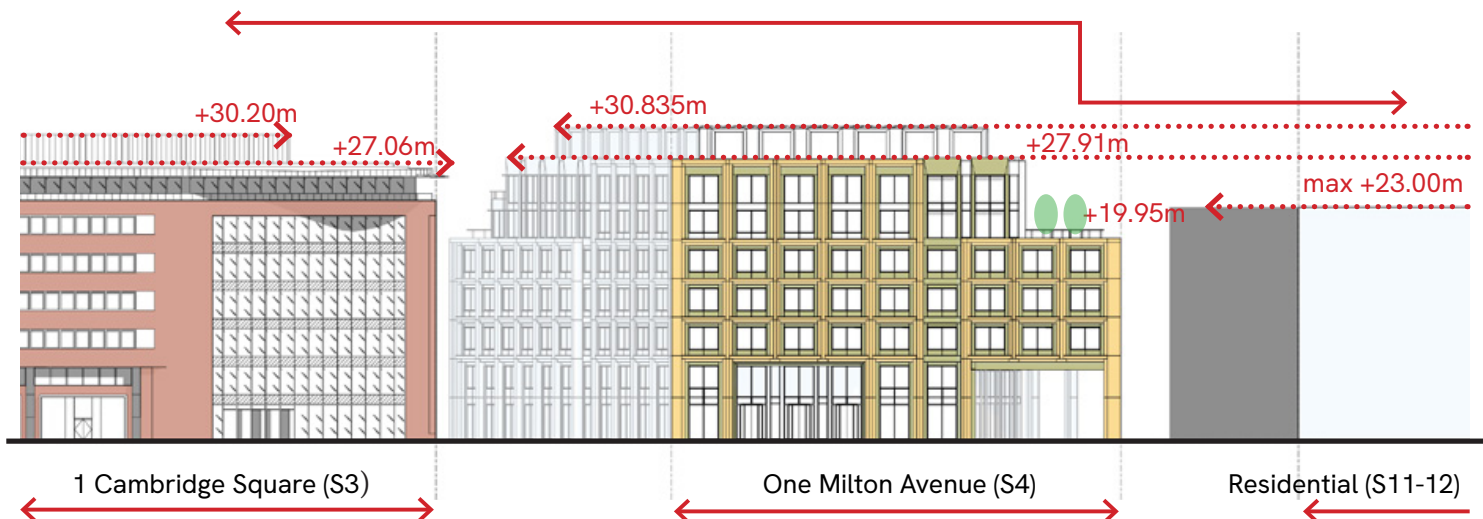 +30.20m
+27.06m
+30.835m
+27.91m
max +23.00m
+19.95m
1 Cambridge Square (S3)
One Milton Avenue (S4)
Residential (S11-12)